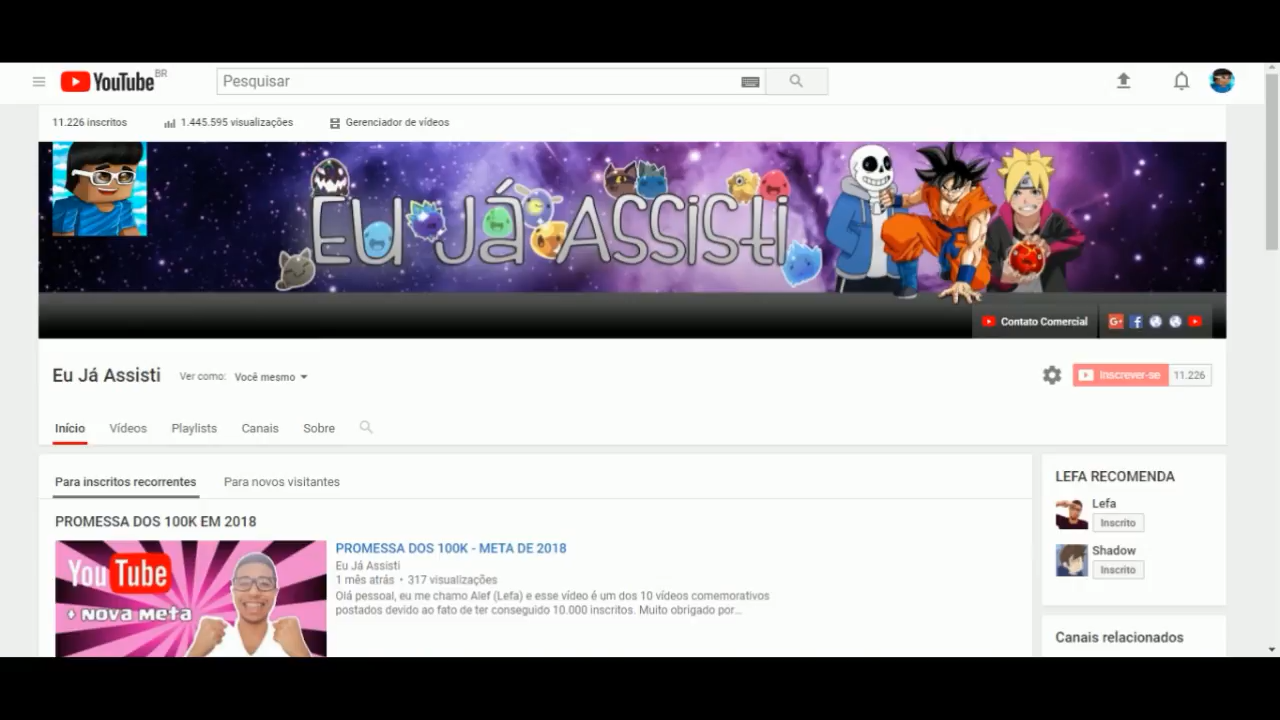 YouTube BR
Pesquisar
11.226 inscritos
1.445.595 visualizações
Gerenciador de vídeos
EU JÁ ASSISTI
Contato Comercial
G+ f
Eu Já Assisti
Ver como: Você mesmo
Inscrever-se 11.226
Início Vídeos Playlists Canais Sobre
Para inscritos recorrentes Para novos visitantes
PROMESSA DOS 100K EM 2018
YouTube
+ NOVA META
PROMESSA DOS 100K - META DE 2018
Eu Já Assisti
1 mês atrás • 317 visualizações
Olá pessoal, eu me chamo Alef (Lefa) e esse vídeo é um dos 10 vídeos comemorativos
postados devido ao fato de ter conseguido 10.000 inscritos. Muito obrigado por...
LEFA RECOMENDA
Lefa
Inscrito
Shadow
Inscrito
Canais relacionados